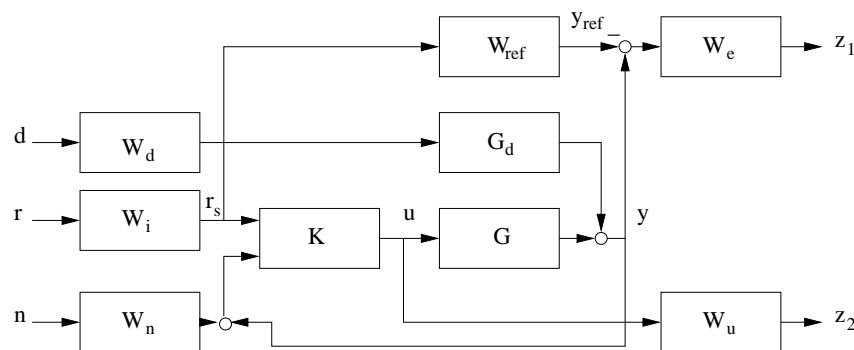 y_ref
W_ref
W_e
z_1
d
W_d
G_d
r
W_i
r_s
K
u
G
y
n
W_n
W_u
z_2